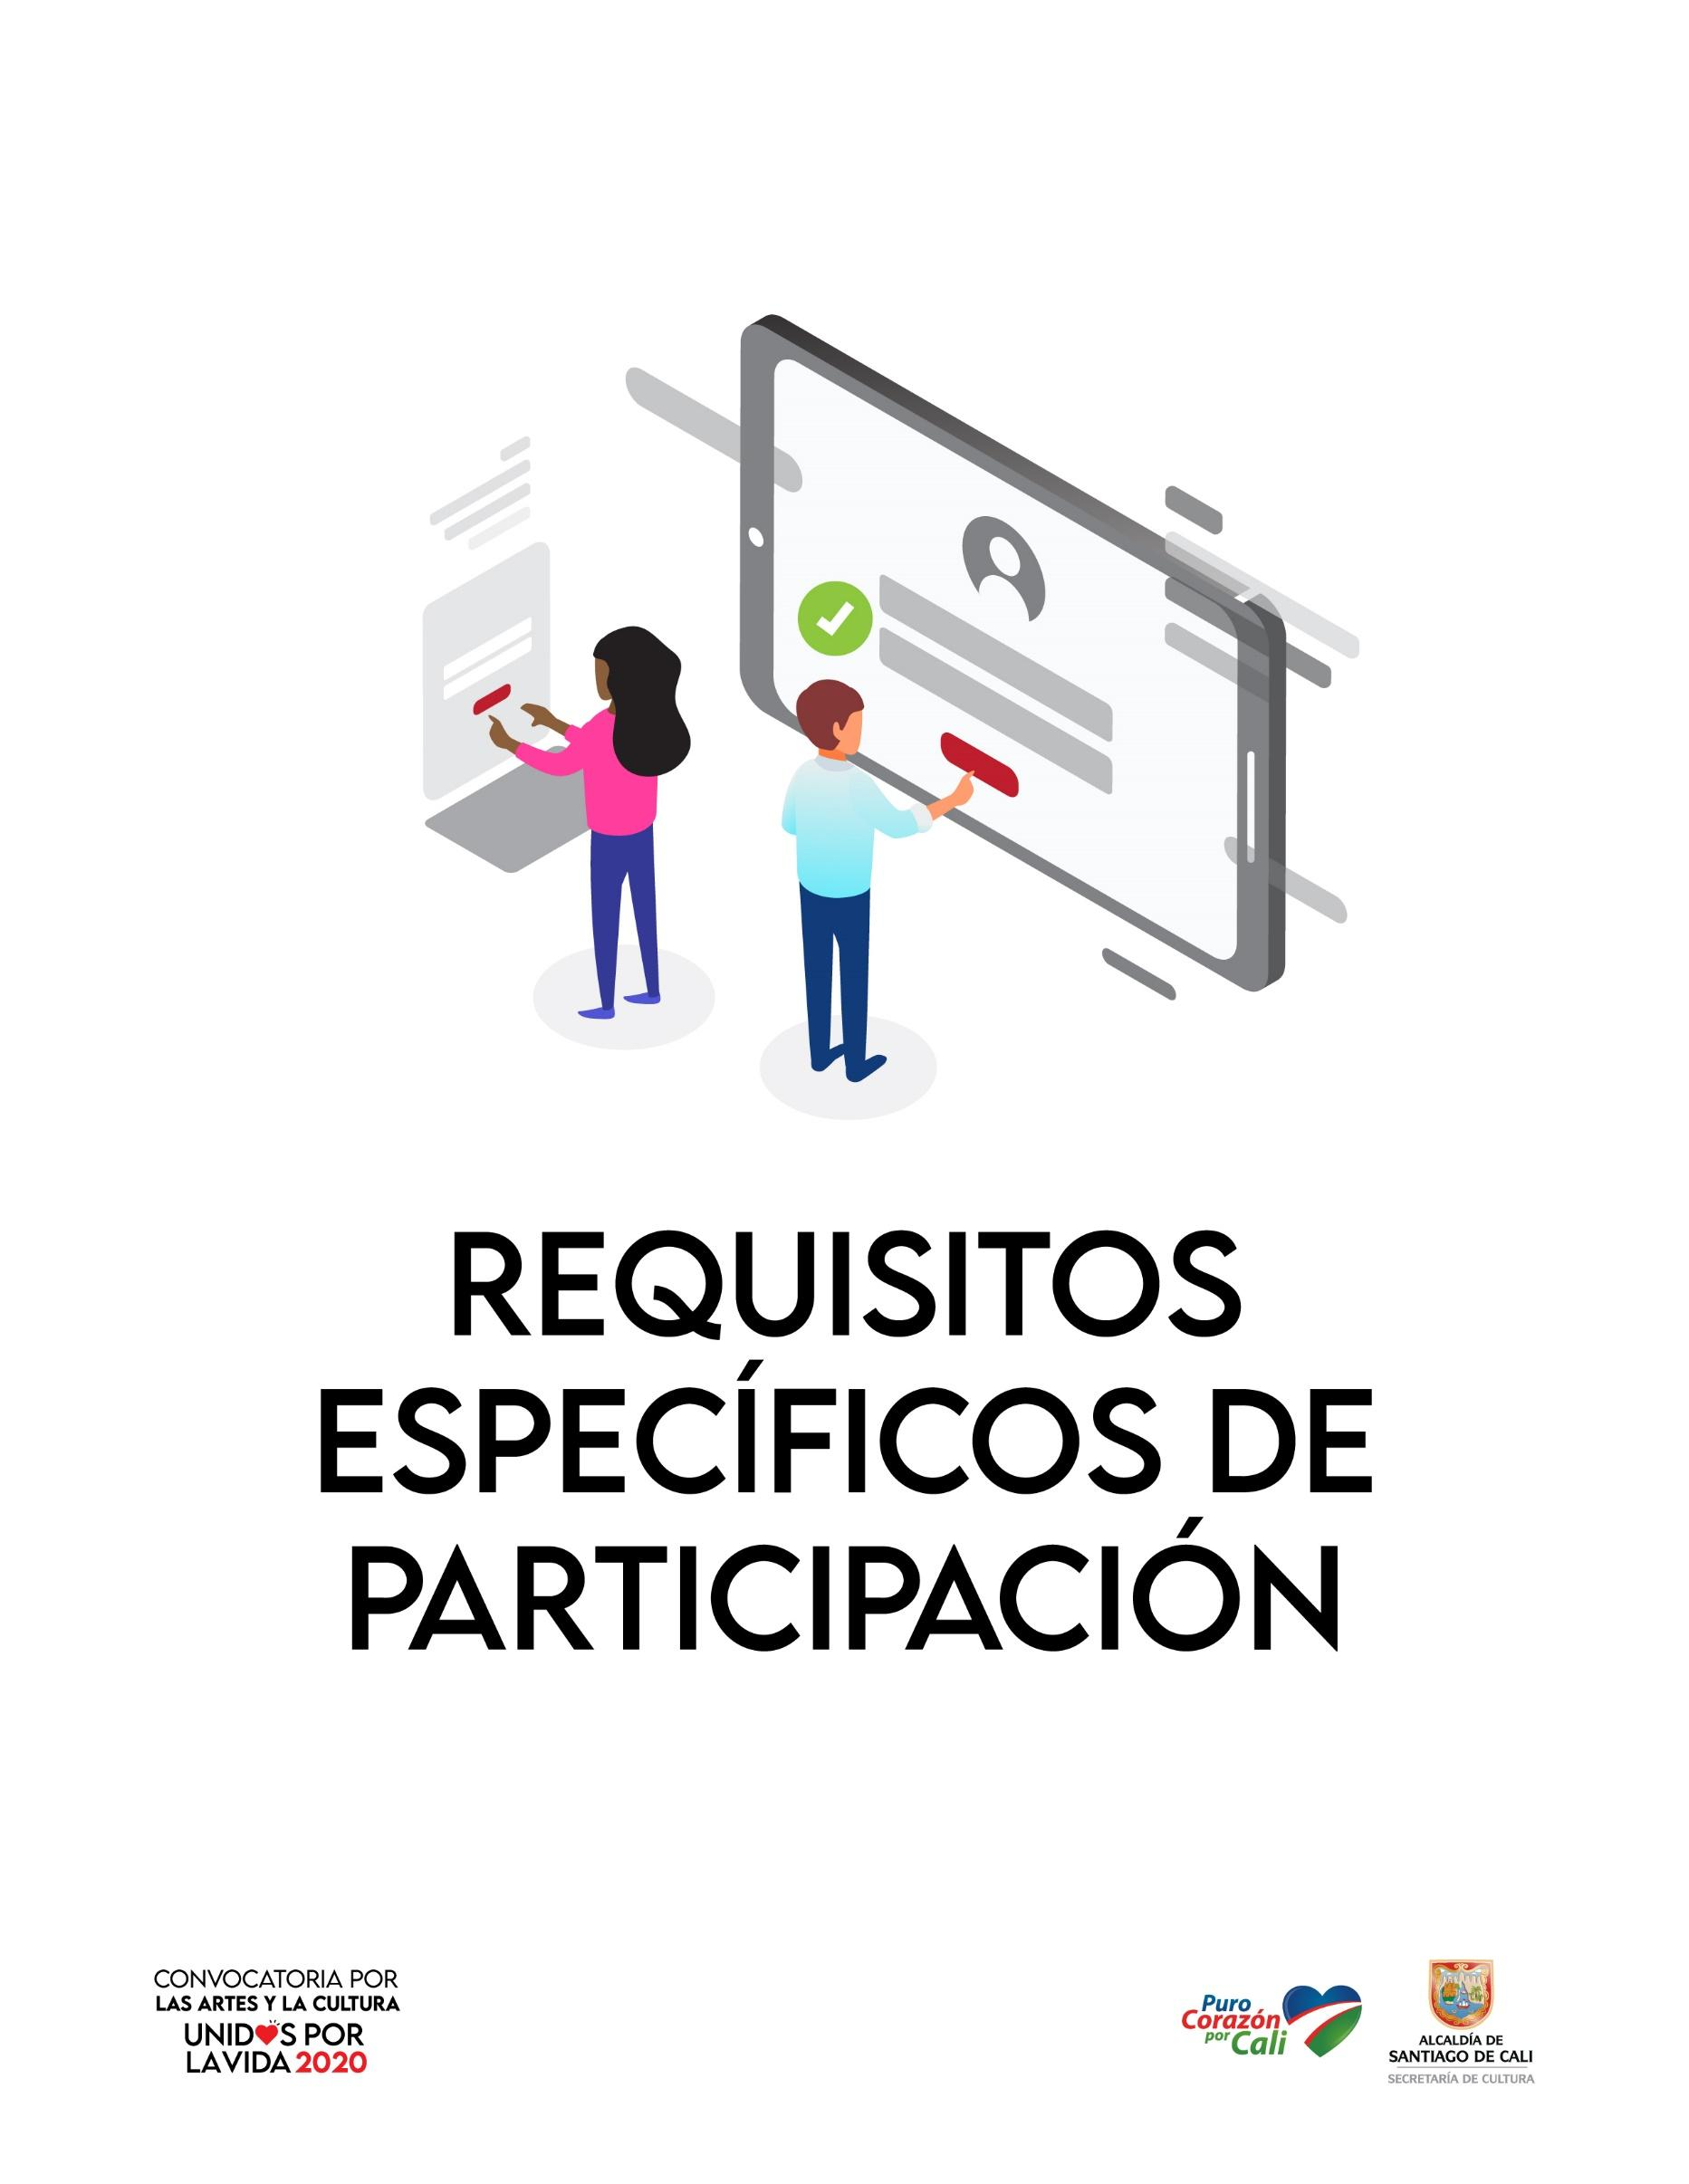 REQUISITOS
ESPECÍFICOS DE
PARTICIPACIÓN
CONVOCATORIA POR
LAS ARTES Y LA CULTURA
UNIDOS POR
LA VIDA 2020
Puro
Corazón
por Cali
ALCALDÍA DE
SANTIAGO DE CALI
SECRETARÍA DE CULTURA